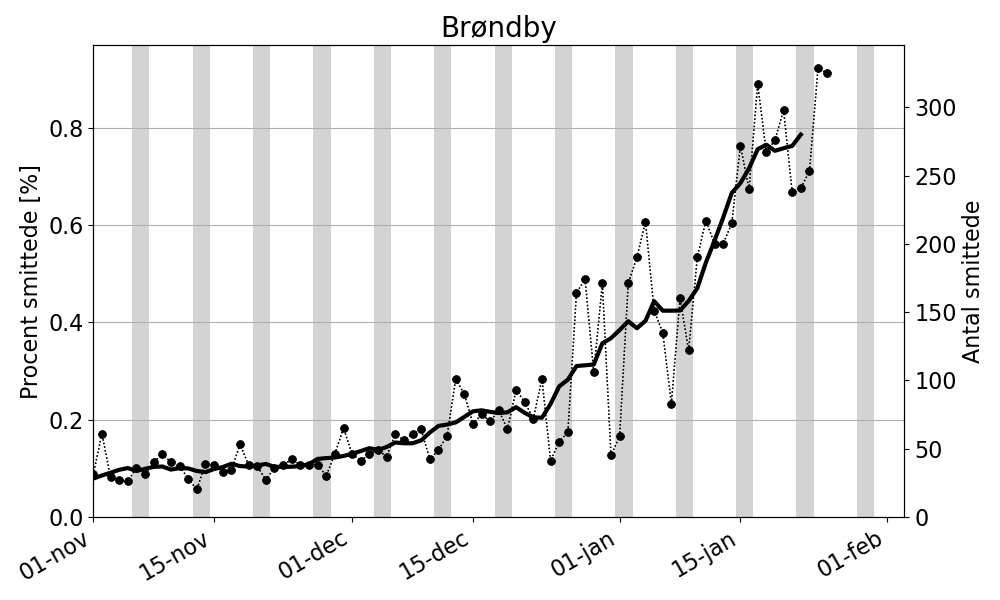 Brøndby
Procent smittede [%]
0.8
0.6
0.4
0.2
0.0
300
250
200
150
100
50
0
Antal smittede
01-nov
15-nov
01-dec
15-dec
01-jan
15-jan
01-feb